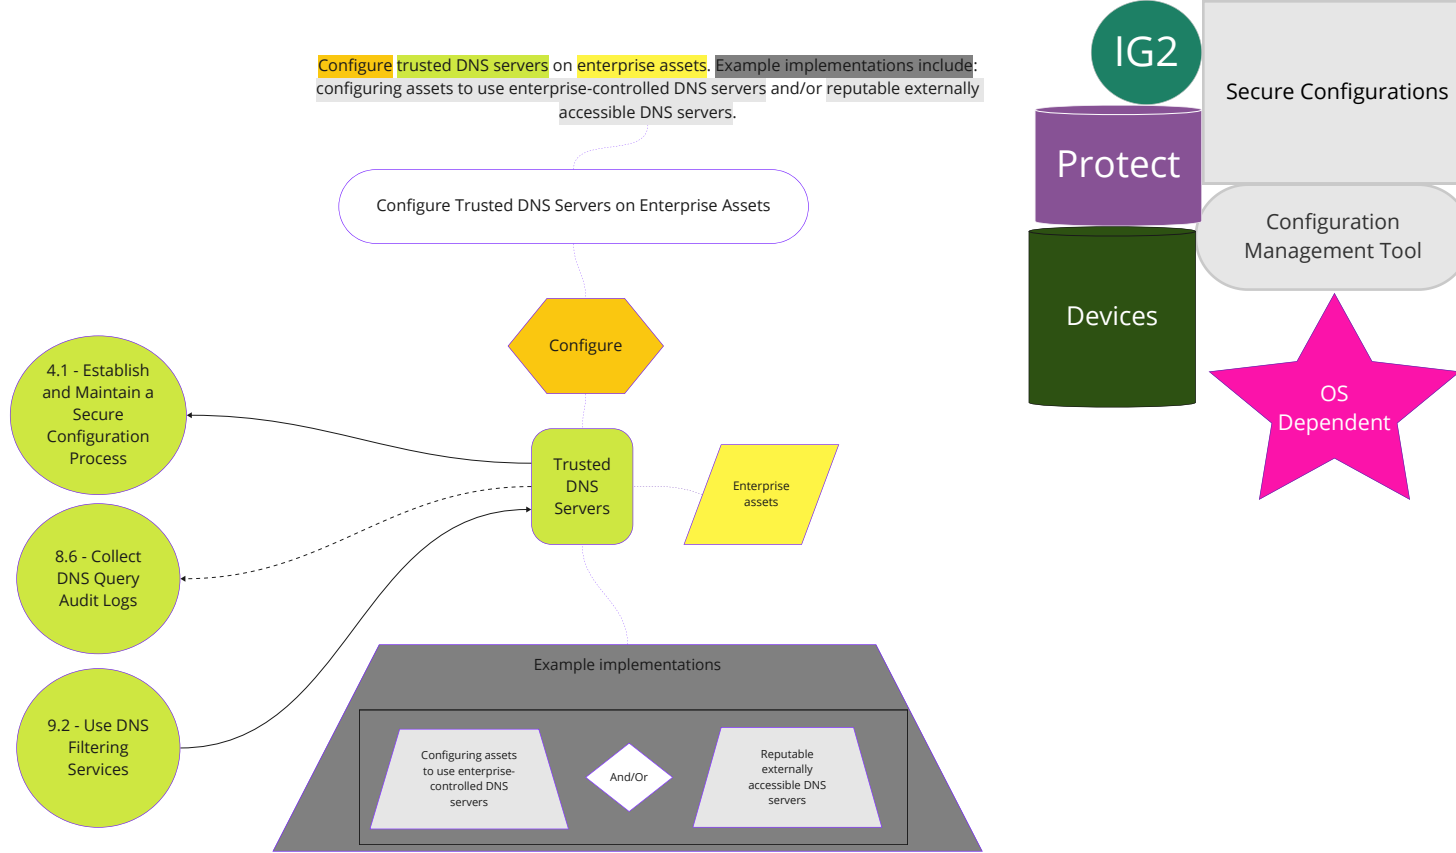 Configure trusted DNS servers on enterprise assets. Example implementations include:
configuring assets to use enterprise-controlled DNS servers and/or reputable externally
accessible DNS servers.
Configure Trusted DNS Servers on Enterprise Assets
Configure
4.1 - Establish
and Maintain a
Secure
Configuration
Process
Trusted
DNS
Servers
Enterprise
assets
8.6 - Collect
DNS Query
Audit Logs
9.2 - Use DNS
Filtering
Services
Example implementations
Configuring assets
to use enterprise-
controlled DNS
servers
And/Or
Reputable
externally
accessible DNS
servers
IG2
Secure Configurations
Protect
Configuration
Management Tool
Devices
OS
Dependent